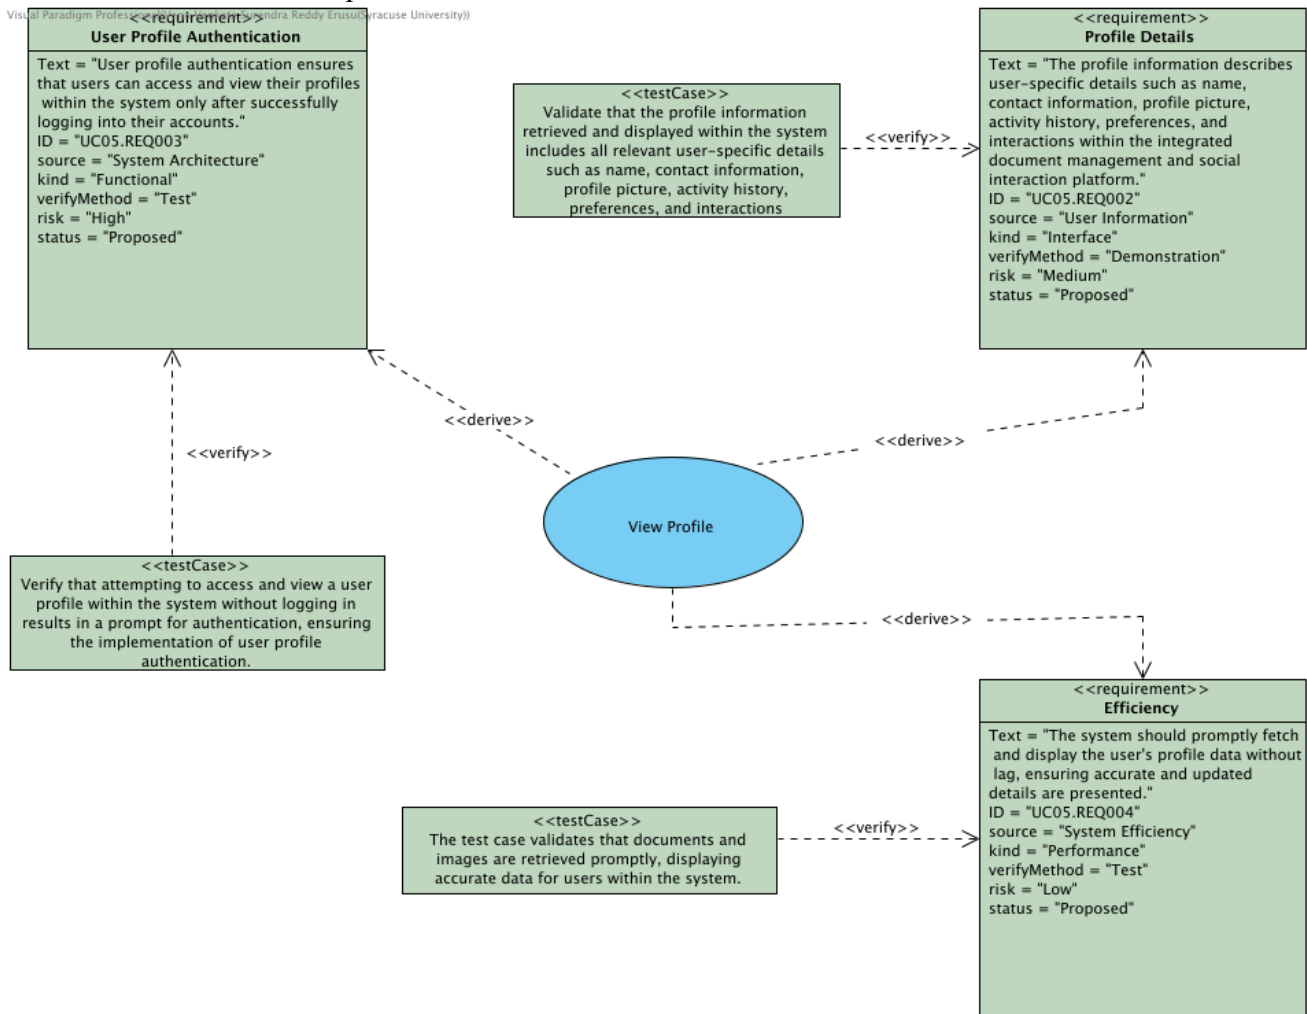 Visual Paradigm Professional Surendra Reddy Erusu(Syracuse University))
<<requirement>>
User Profile Authentication
Text = "User profile authentication ensures
that users can access and view their profiles
within the system only after successfully
logging into their accounts."
ID = "UC05.REQ003"
source = "System Architecture"
kind = "Functional"
verifyMethod = "Test"
risk = "High"
status = "Proposed"
<<testCase>>
Validate that the profile information
retrieved and displayed within the system
includes all relevant user-specific details
such as name, contact information,
profile picture, activity history,
preferences, and interactions
<<verify>>
<<requirement>>
Profile Details
Text = "The profile information describes
user-specific details such as name,
contact information, profile picture,
activity history, preferences, and
interactions within the integrated
document management and social
interaction platform."
ID = "UC05.REQ002"
source = "User Information"
kind = "Interface"
verifyMethod = "Demonstration"
risk = "Medium"
status = "Proposed"
<<derive>>
<<derive>>
<<verify>>
View Profile
<<testCase>>
Verify that attempting to access and view a user
profile within the system without logging in
results in a prompt for authentication, ensuring
the implementation of user profile
authentication.
<<derive>>
<<requirement>>
Efficiency
Text = "The system should promptly fetch
and display the user's profile data without
lag, ensuring accurate and updated
details are presented."
ID = "UC05.REQ004"
source = "System Efficiency"
kind = "Performance"
verifyMethod = "Test"
risk = "Low"
status = "Proposed"
<<testCase>>
The test case validates that documents and
images are retrieved promptly, displaying
accurate data for users within the system.
<<verify>>